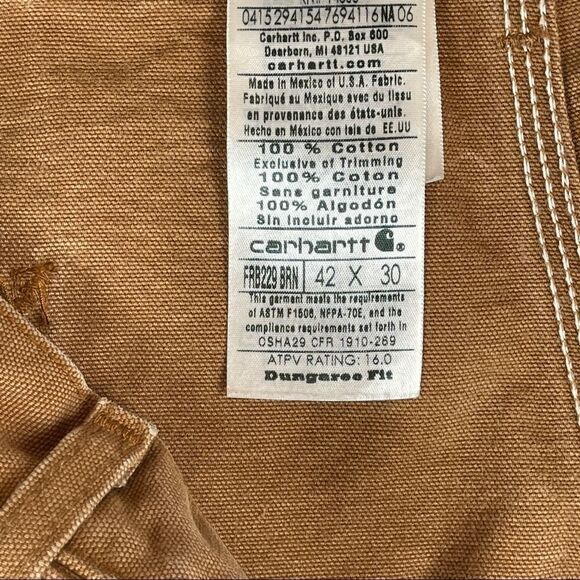 04152941547694116NA06
Carhartt Inc. P.O. Box 600
Dearborn, MI 48121 USA
carhartt.com
Made in Mexico of U.S.A. Fabric.
Fabriqué au Mexique avec du tissu
en provenance des états-unis.
Hecho en México con tela de EE.UU
100 % Cotton
Exclusive of Trimming
100% Coton
Sans garniture
100% Algodón
Sin incluir adorno
carhartt ®
FRB229 BRN 42 X 30
This garment meets the requirements
of ASTM F1506, NFPA-70E, and the
compliance requirements set forth in
OSHA29 CFR 1910-269
ATPV RATING: 16.0
Dungaree Fit